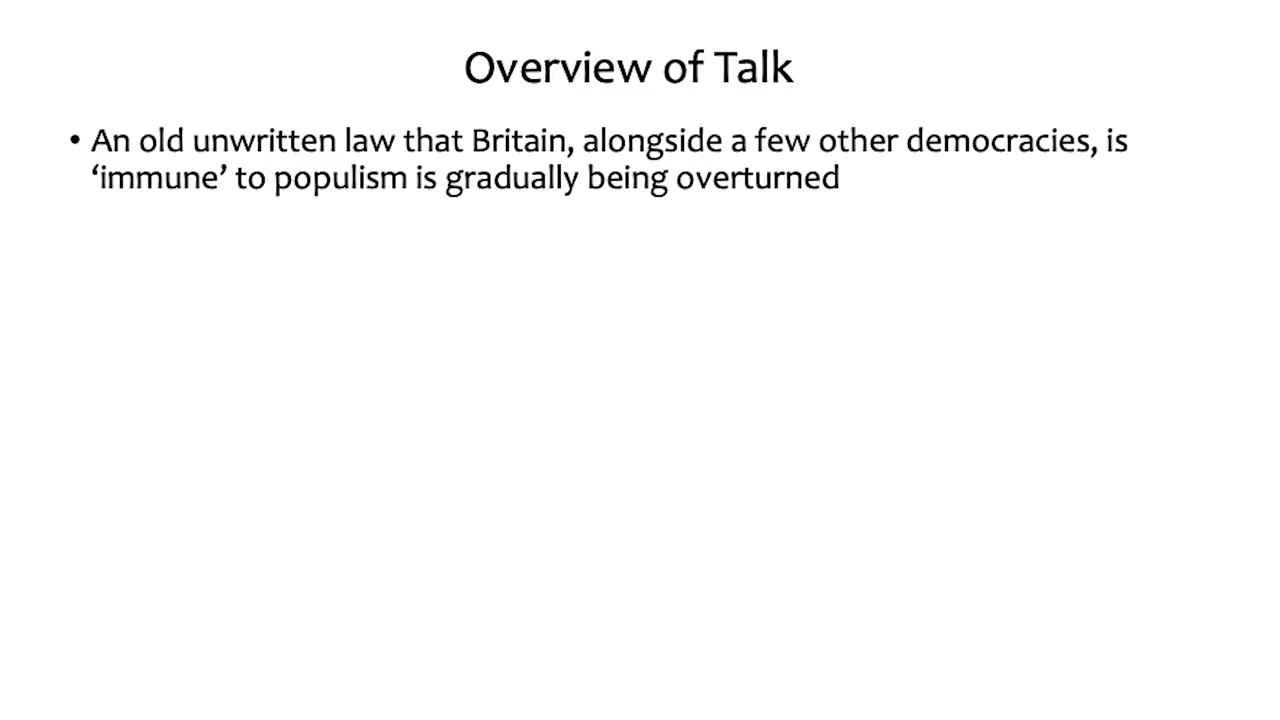 Overview of Talk
• An old unwritten law that Britain, alongside a few other democracies, is
‘immune’ to populism is gradually being overturned